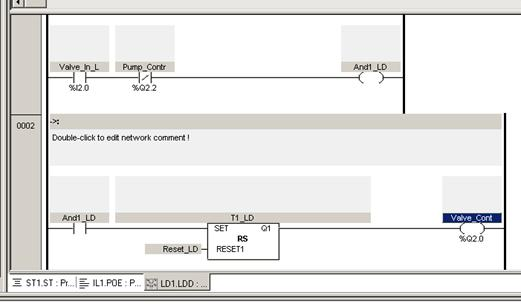 Valve_In_L Pump_Contr And1_LD
%I2.0 %Q2.2
0002
->:
Double-click to edit network comment !
And1_LD T1_LD Valve_Cont
SET Q1
RS
%Q2.0
Reset_LD RESET1
ST1.ST : Pr... IL1.POE : P... LD1.LDD : ...